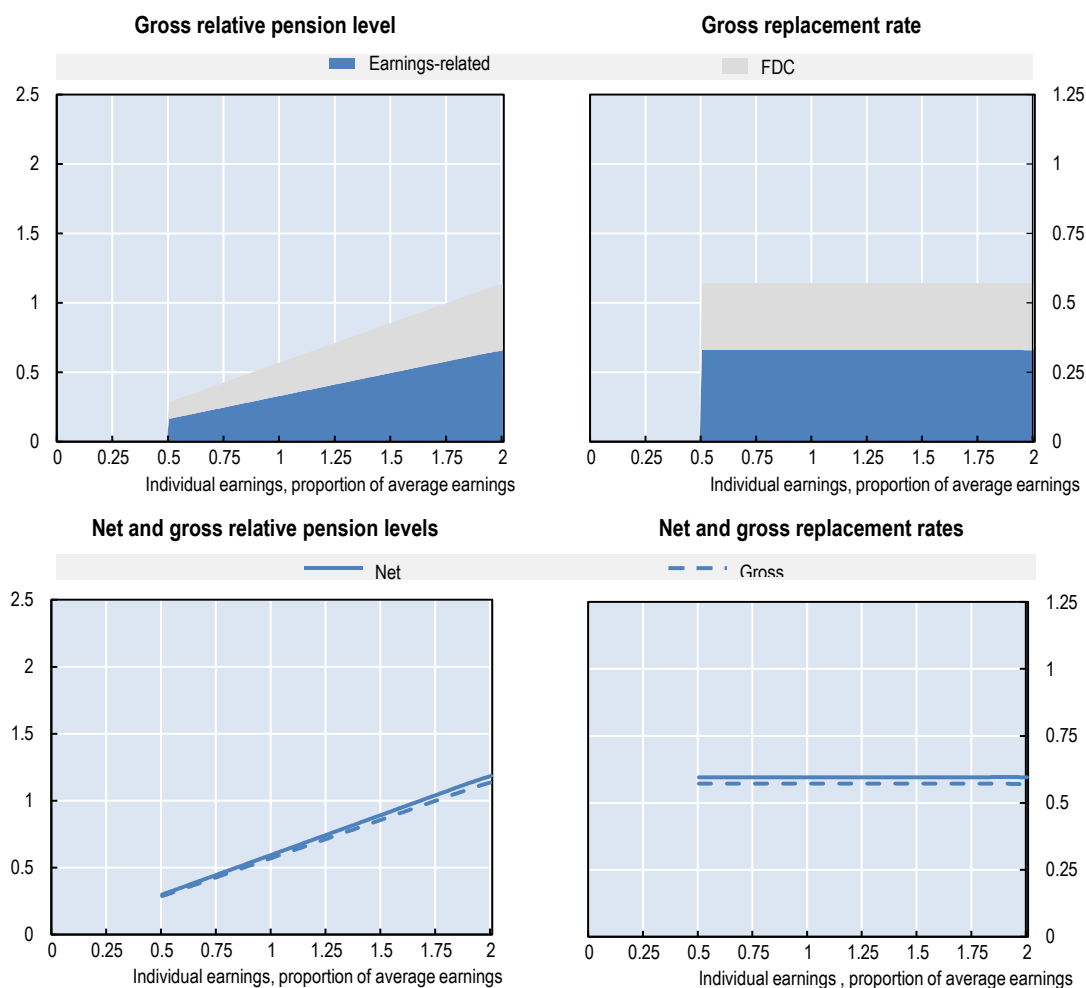 Gross relative pension level
Gross replacement rate
Earnings-related
FDC
2.5
2
1.5
1
0.5
0
0 0.25 0.5 0.75 1 1.25 1.5 1.75 2
Individual earnings, proportion of average earnings
1.25
1
0.75
0.5
0.25
0
0 0.25 0.5 0.75 1 1.25 1.5 1.75 2
Individual earnings, proportion of average earnings
Net and gross relative pension levels
Net and gross replacement rates
Net
Gross
2.5
2
1.5
1
0.5
0
0 0.25 0.5 0.75 1 1.25 1.5 1.75 2
Individual earnings, proportion of average earnings
1.25
1
0.75
0.5
0.25
0
0 0.25 0.5 0.75 1 1.25 1.5 1.75 2
Individual earnings , proportion of average earnings